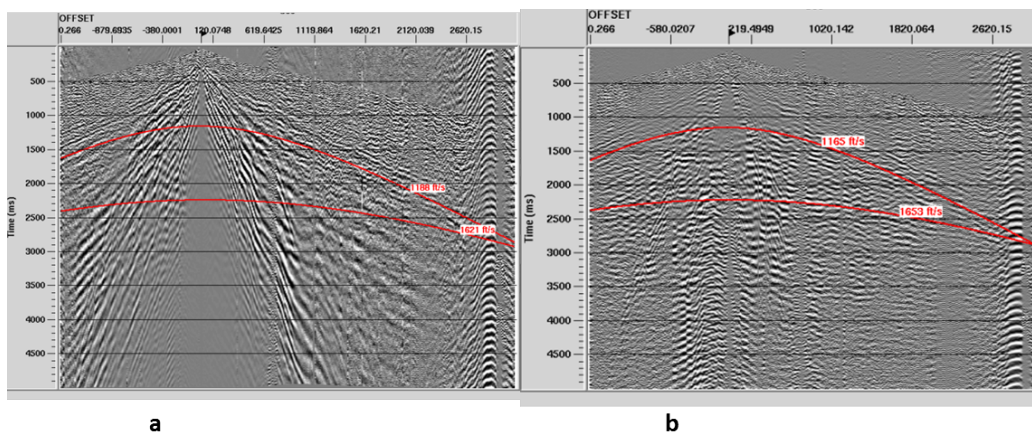 OFFSET
0.266 -879.6935 -380.0001 120.0748 619.6425 1119.864 1620.21 2120.039 2620.15
500
1000
1500
2000
2500
3000
3500
4000
4500
Time (ms)
1188 ft/s
1621 ft/s
a
OFFSET
0.266 -580.0207 219.4949 1020.142 1820.064 2620.15
500
1000
1500
2000
2500
3000
3500
4000
4500
Time (ms)
1165 ft/s
1653 ft/s
b